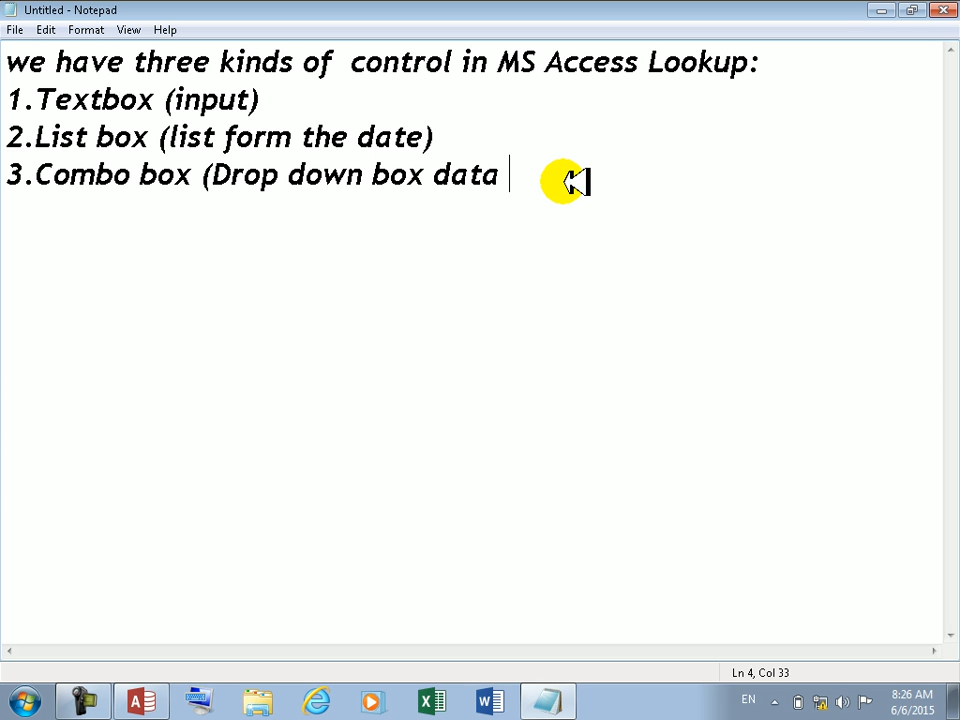 Untitled - Notepad
File Edit Format View Help
we have three kinds of  control in MS Access Lookup:
1.Textbox (input)
2.List box (list form the date)
3.Combo box (Drop down box data
Ln 4, Col 33
EN
8:26 AM
6/6/2015